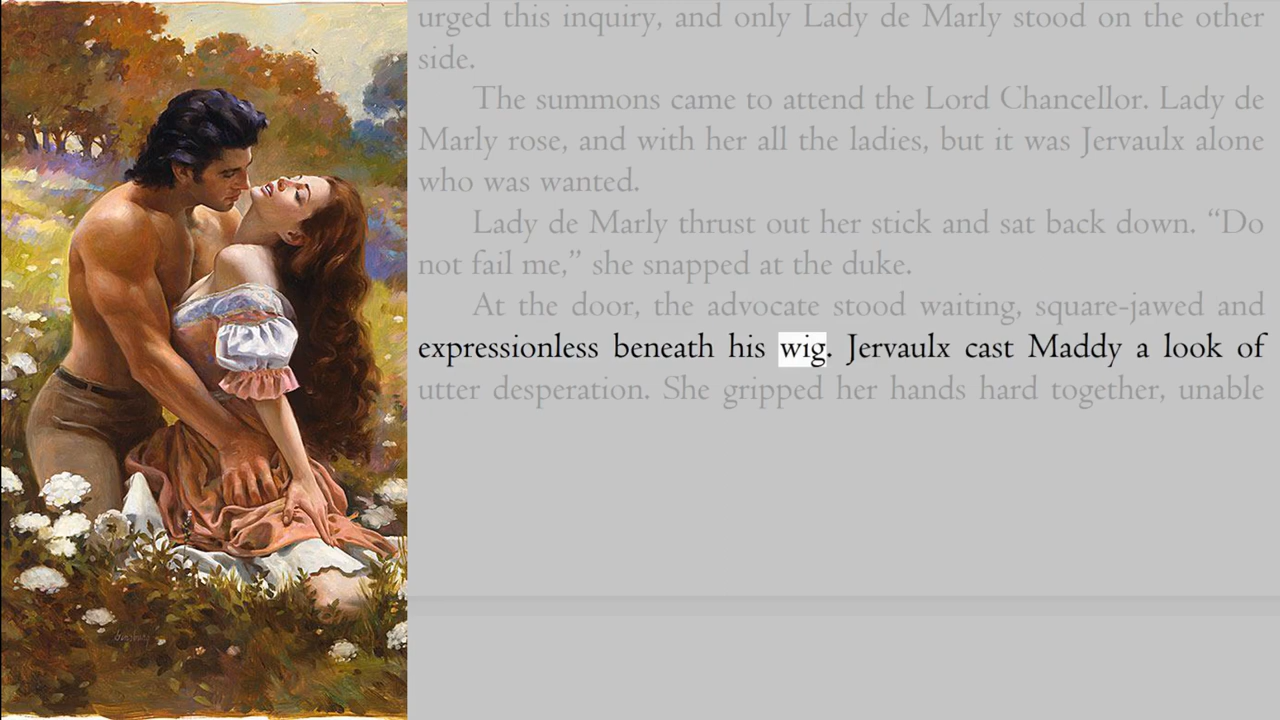 urged this inquiry, and only Lady de Marly stood on the other
side.
The summons came to attend the Lord Chancellor. Lady de
Marly rose, and with her all the ladies, but it was Jervaulx alone
who was wanted.
Lady de Marly thrust out her stick and sat back down. “Do
not fail me,” she snapped at the duke.
At the door, the advocate stood waiting, square-jawed and
expressionless beneath his wig. Jervaulx cast Maddy a look of
utter desperation. She gripped her hands hard together, unable